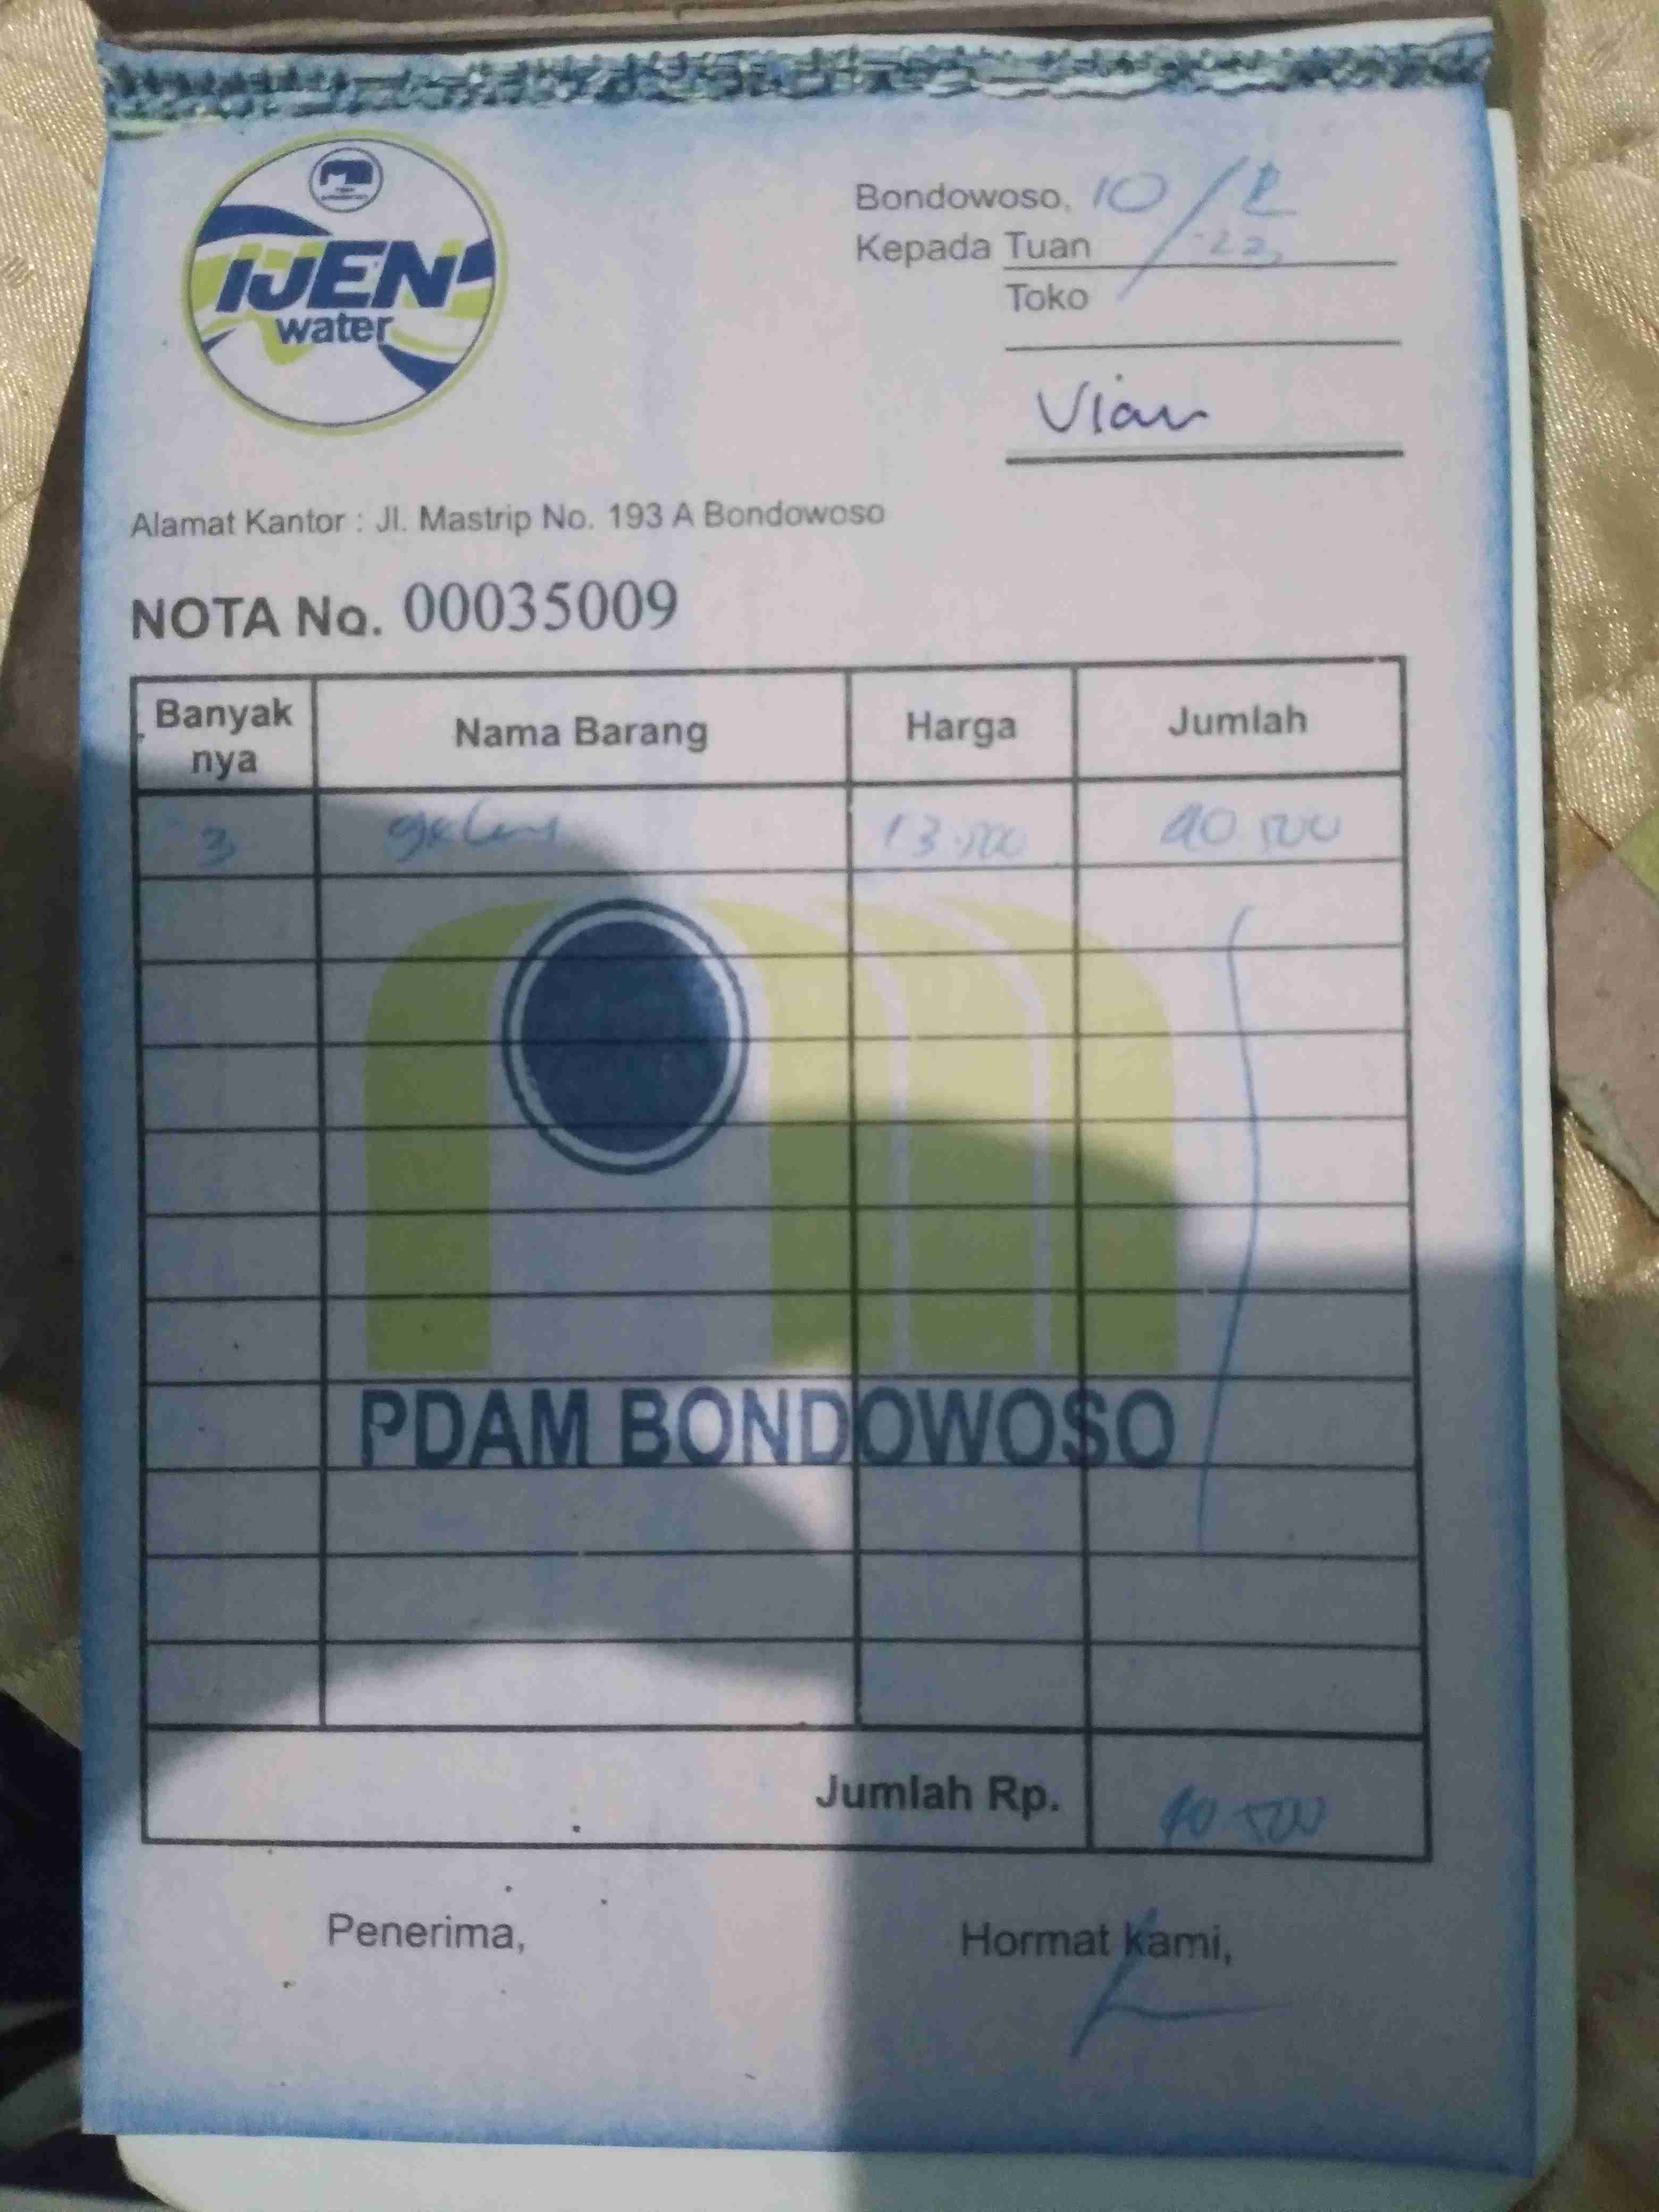 IJEN
water
Bondowoso, 10/2
Kepada Tuan
Toko
Vian
Alamat Kantor : Jl. Mastrip No. 193 A Bondowoso
NOTA No. 00035009
Banyak nya Nama Barang Harga Jumlah
3 galon 13.500 40.500
PDAM BONDOWOSO
Jumlah Rp. 40.500
Penerima, Hormat kami,